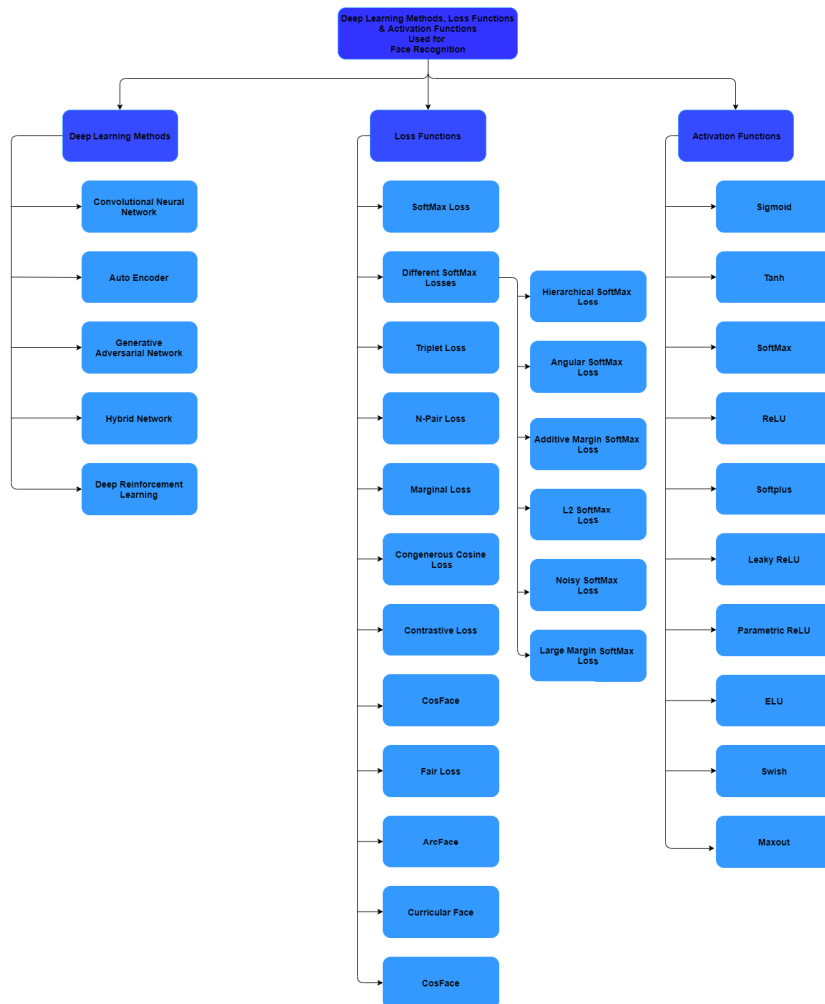 Deep Learning Methods, Loss Functions
& Activation Functions
Used for
Face Recognition
Deep Learning Methods
Convolutional Neural
Network
Auto Encoder
Generative
Adversarial Network
Hybrid Network
Deep Reinforcement
Learning
Loss Functions
SoftMax Loss
Different SoftMax
Losses
Hierarchical SoftMax
Loss
Angular SoftMax
Loss
Additive Margin SoftMax
Loss
L2 SoftMax
Loss
Noisy SoftMax
Loss
Large Margin SoftMax
Loss
Triplet Loss
N-Pair Loss
Marginal Loss
Congenerous Cosine
Loss
Contrastive Loss
CosFace
Fair Loss
ArcFace
Curricular Face
CosFace
Activation Functions
Sigmoid
Tanh
SoftMax
ReLU
Softplus
Leaky ReLU
Parametric ReLU
ELU
Swish
Maxout